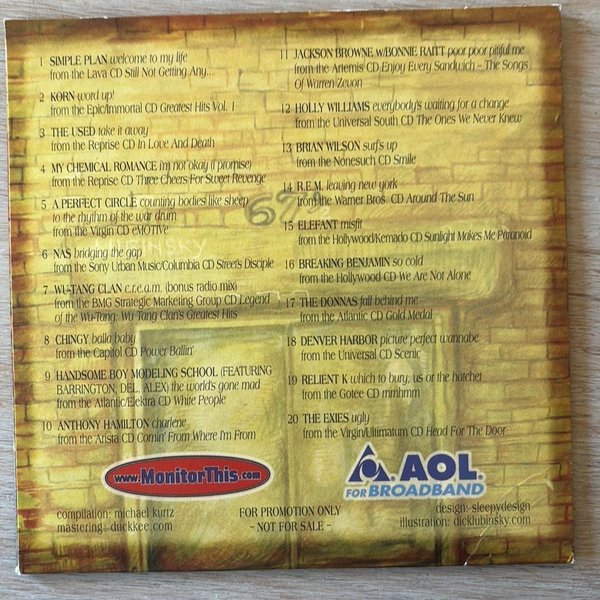 1 SIMPLE PLAN welcome to my life
from the Lava CD Still Not Getting Any...
2 KORN word up!
from the Epic/Immortal CD Greatest Hits Vol. 1
3 THE USED take it away
from the Reprise CD In Love And Death
4 MY CHEMICAL ROMANCE i'm not okay (i promise)
from the Reprise CD Three Cheers For Sweet Revenge
5 A PERFECT CIRCLE counting bodies like sheep
to the rhythm of the war drum
from the Virgin CD eMOTIVe
6 NAS bridging the gap
from the Sony Urban Music/Columbia CD Street's Disciple
7 WU-TANG CLAN c.r.e.a.m. (bonus radio mix)
from the BMG Strategic Marketing Group CD Legend
of the Wu-Tang: Wu Tang Clan's Greatest Hits
8 CHINGY balla baby
from the Capitol CD Power Ballin'
9 HANDSOME BOY MODELING SCHOOL (FEATURING
BARRINGTON, DEL, ALEX) the world's gone mad
from the Atlantic/Elektra CD White People
10 ANTHONY HAMILTON charlene
from the Arista CD Comin' From Where I'm From
11 JACKSON BROWNE W/BONNIE RAITT poor poor pitiful me
from the Artemis CD Enjoy Every Sandwich – The Songs
Of Warren Zevon
12 HOLLY WILLIAMS everybody's waiting for a change
from the Universal South CD The Ones We Never Knew
13 BRIAN WILSON surf's up
from the Nonesuch CD Smile
14 R.E.M. leaving new york
from the Warner Bros. CD Around The Sun
15 ELEFANT misfit
from the Hollywood/Kemado CD Sunlight Makes Me Paranoid
16 BREAKING BENJAMIN so cold
from the Hollywood CD We Are Not Alone
17 THE DONNAS fall behind me
from the Atlantic CD Gold Medal
18 DENVER HARBOR picture perfect wannabe
from the Universal CD Scenic
19 RELIENT K which to bury; us or the hatchet
from the Gotee CD mmhmm
20 THE EXIES ugly
from the Virgin/Ultimatum CD Head For The Door
www.MonitorThis.com
AOL.
FOR BROADBAND
compilation: michael kurtz
mastering: duckkee.com
FOR PROMOTION ONLY
– NOT FOR SALE –
design: sleepydesign
illustration: dicklubinsky.com